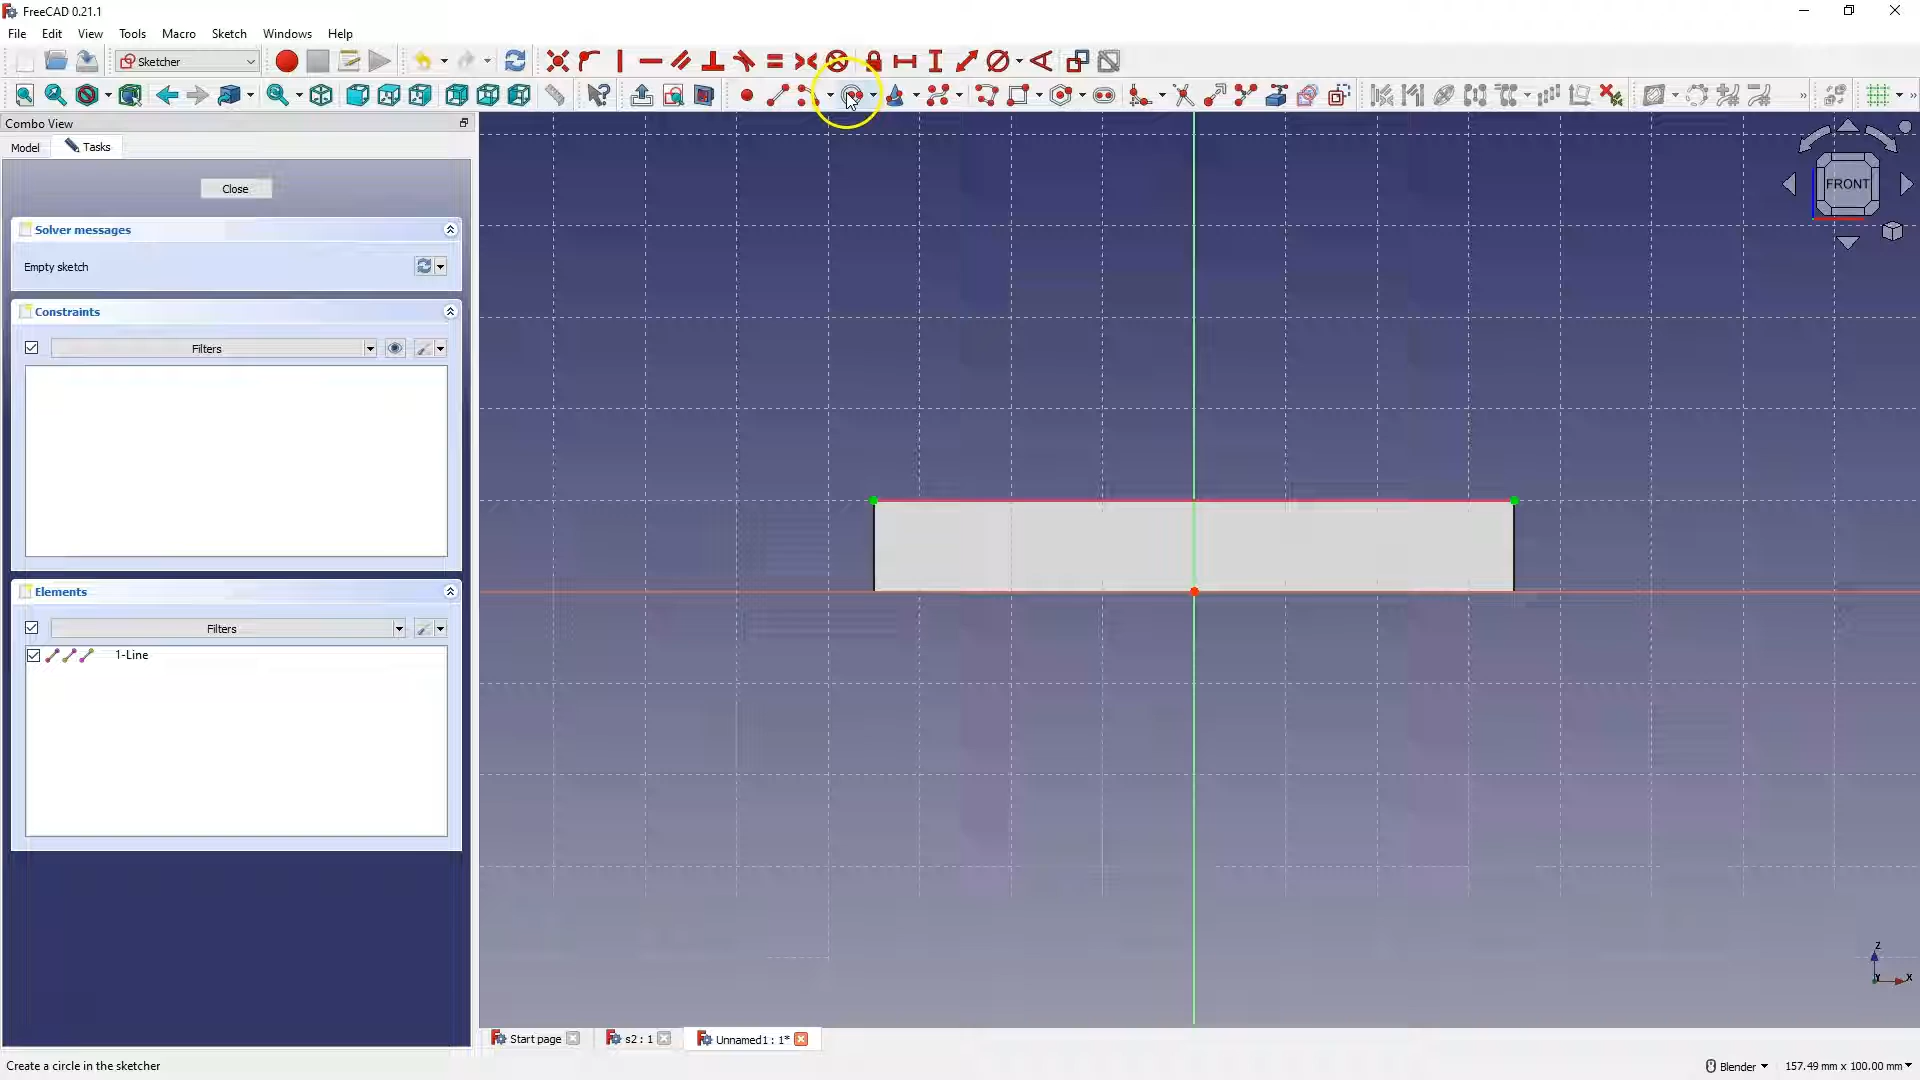 FreeCAD 0.21.1
File Edit View Tools Macro Sketch Windows Help
Sketcher
Combo View
Model Tasks
Close
Solver messages
Empty sketch
Constraints
Filters
Elements
Filters
1-Line
FRONT
Z
Y X
Start page s2 : 1 Unnamed1 : 1*
Create a circle in the sketcher Blender 157.49 mm x 100.00 mm